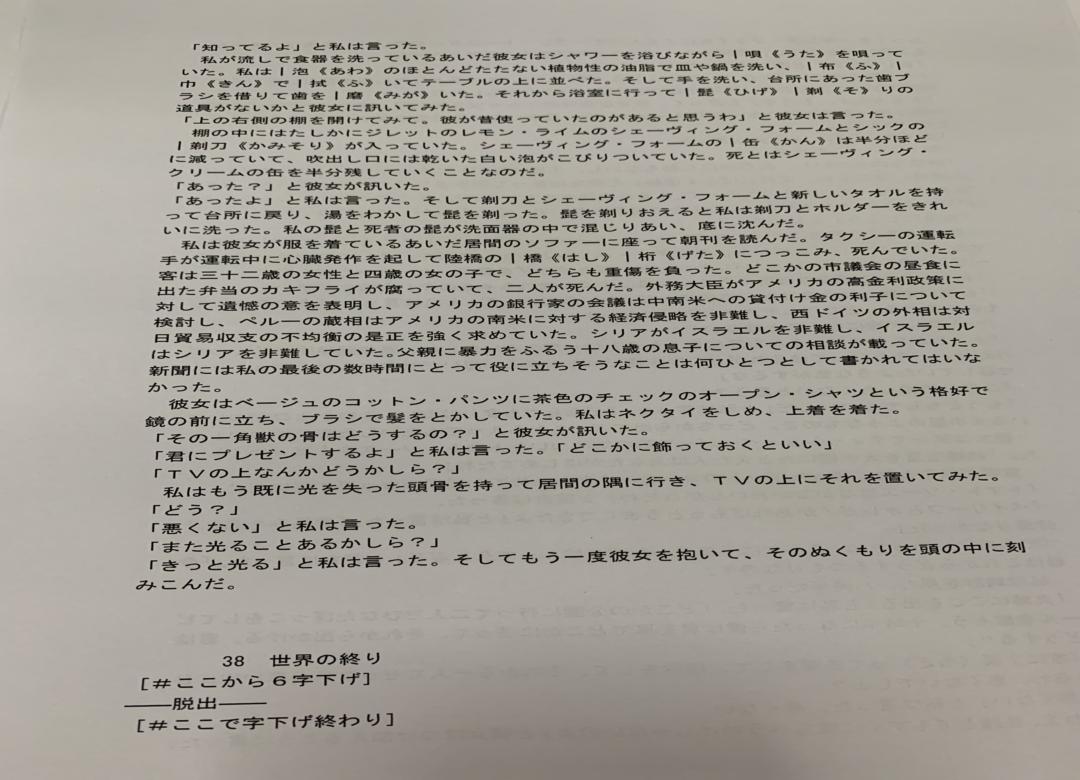 「知ってるよ」と私は言った。
　私が流しで食器を洗っているあいだ彼女はシャワーを浴びながら｜唄《うた》を唄って
いた。私は｜泡《あわ》のほとんどたたない植物性の油脂で皿や鍋を洗い、｜布《ふ》｜
巾《きん》で｜拭《ふ》いてテーブルの上に並べた。そして手を洗い、台所にあった歯ブ
ラシを借りて歯を｜磨《みが》いた。それから浴室に行って｜髭《ひげ》｜剃《そ》りの
道具がないかと彼女に訊いてみた。
「上の右側の棚を開けてみて。彼が昔使っていたのがあると思うわ」と彼女は言った。
　棚の中にはたしかにジレットのレモン・ライムのシェーヴィング・フォームとシックの
｜剃刀《かみそり》が入っていた。シェーヴィング・フォームの｜缶《かん》は半分ほど
に減っていて、吹出し口には乾いた白い泡がこびりついていた。死とはシェーヴィング・
クリームの缶を半分残していくことなのだ。
「あった？」と彼女が訊いた。
「あったよ」と私は言った。そして剃刀とシェーヴィング・フォームと新しいタオルを持
って台所に戻り、湯をわかして髭を剃った。髭を剃りおえると私は剃刀とホルダーをきれ
いに洗った。私の髭と死者の髭が洗面器の中で混じりあい、底に沈んだ。
　私は彼女が服を着ているあいだ居間のソファーに座って朝刊を読んだ。タクシーの運転
手が運転中に心臓発作を起して陸橋の｜橋《はし》｜桁《げた》につっこみ、死んでいた。
客は三十二歳の女性と四歳の女の子で、どちらも重傷を負った。どこかの市議会の昼食に
出た弁当のカキフライが腐っていて、二人が死んだ。外務大臣がアメリカの高金利政策に
対して遺憾の意を表明し、アメリカの銀行家の会議は中南米への貸付け金の利子について
検討し、ペルーの蔵相はアメリカの南米に対する経済侵略を非難し、西ドイツの外相は対
日貿易収支の不均衡の是正を強く求めていた。シリアがイスラエルを非難し、イスラエル
はシリアを非難していた。父親に暴力をふるう十八歳の息子についての相談が載っていた。
新聞には私の最後の数時間にとって役に立ちそうなことは何ひとつとして書かれてはいな
かった。
　彼女はベージュのコットン・パンツに茶色のチェックのオープン・シャツという格好で
鏡の前に立ち、ブラシで髪をとかしていた。私はネクタイをしめ、上着を着た。
「その一角獣の骨はどうするの？」と彼女が訊いた。
「君にプレゼントするよ」と私は言った。「どこかに飾っておくといい」
「ＴＶの上なんかどうかしら？」
　私はもう既に光を失った頭骨を持って居間の隅に行き、ＴＶの上にそれを置いてみた。
「どう？」
「悪くない」と私は言った。
「また光ることあるかしら？」
「きっと光る」と私は言った。そしてもう一度彼女を抱いて、そのぬくもりを頭の中に刻
みこんだ。
38　世界の終り
［＃ここから６字下げ］
――脱出――
［＃ここで字下げ終わり］